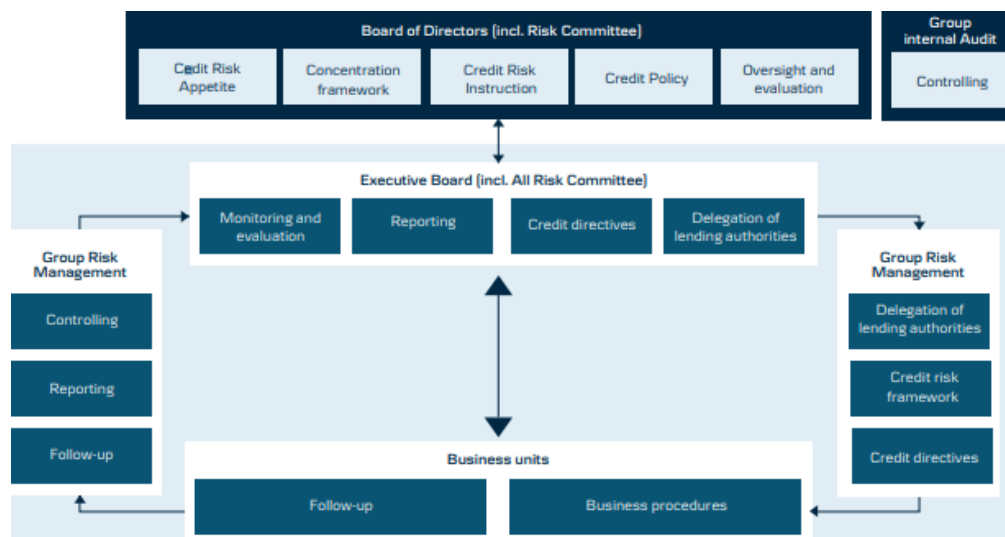 Board of Directors (incl. Risk Committee)
Credit Risk
Appetite
Concentration
framework
Credit Risk
Instruction
Credit Policy
Oversight and
evaluation
Group
internal Audit
Controlling
Executive Board (incl. All Risk Committee)
Monitoring and
evaluation
Reporting
Credit directives
Delegation of
lending authorities
Group Risk
Management
Controlling
Reporting
Follow-up
Group Risk
Management
Delegation of
lending authorities
Credit risk
framework
Credit directives
Business units
Follow-up
Business procedures